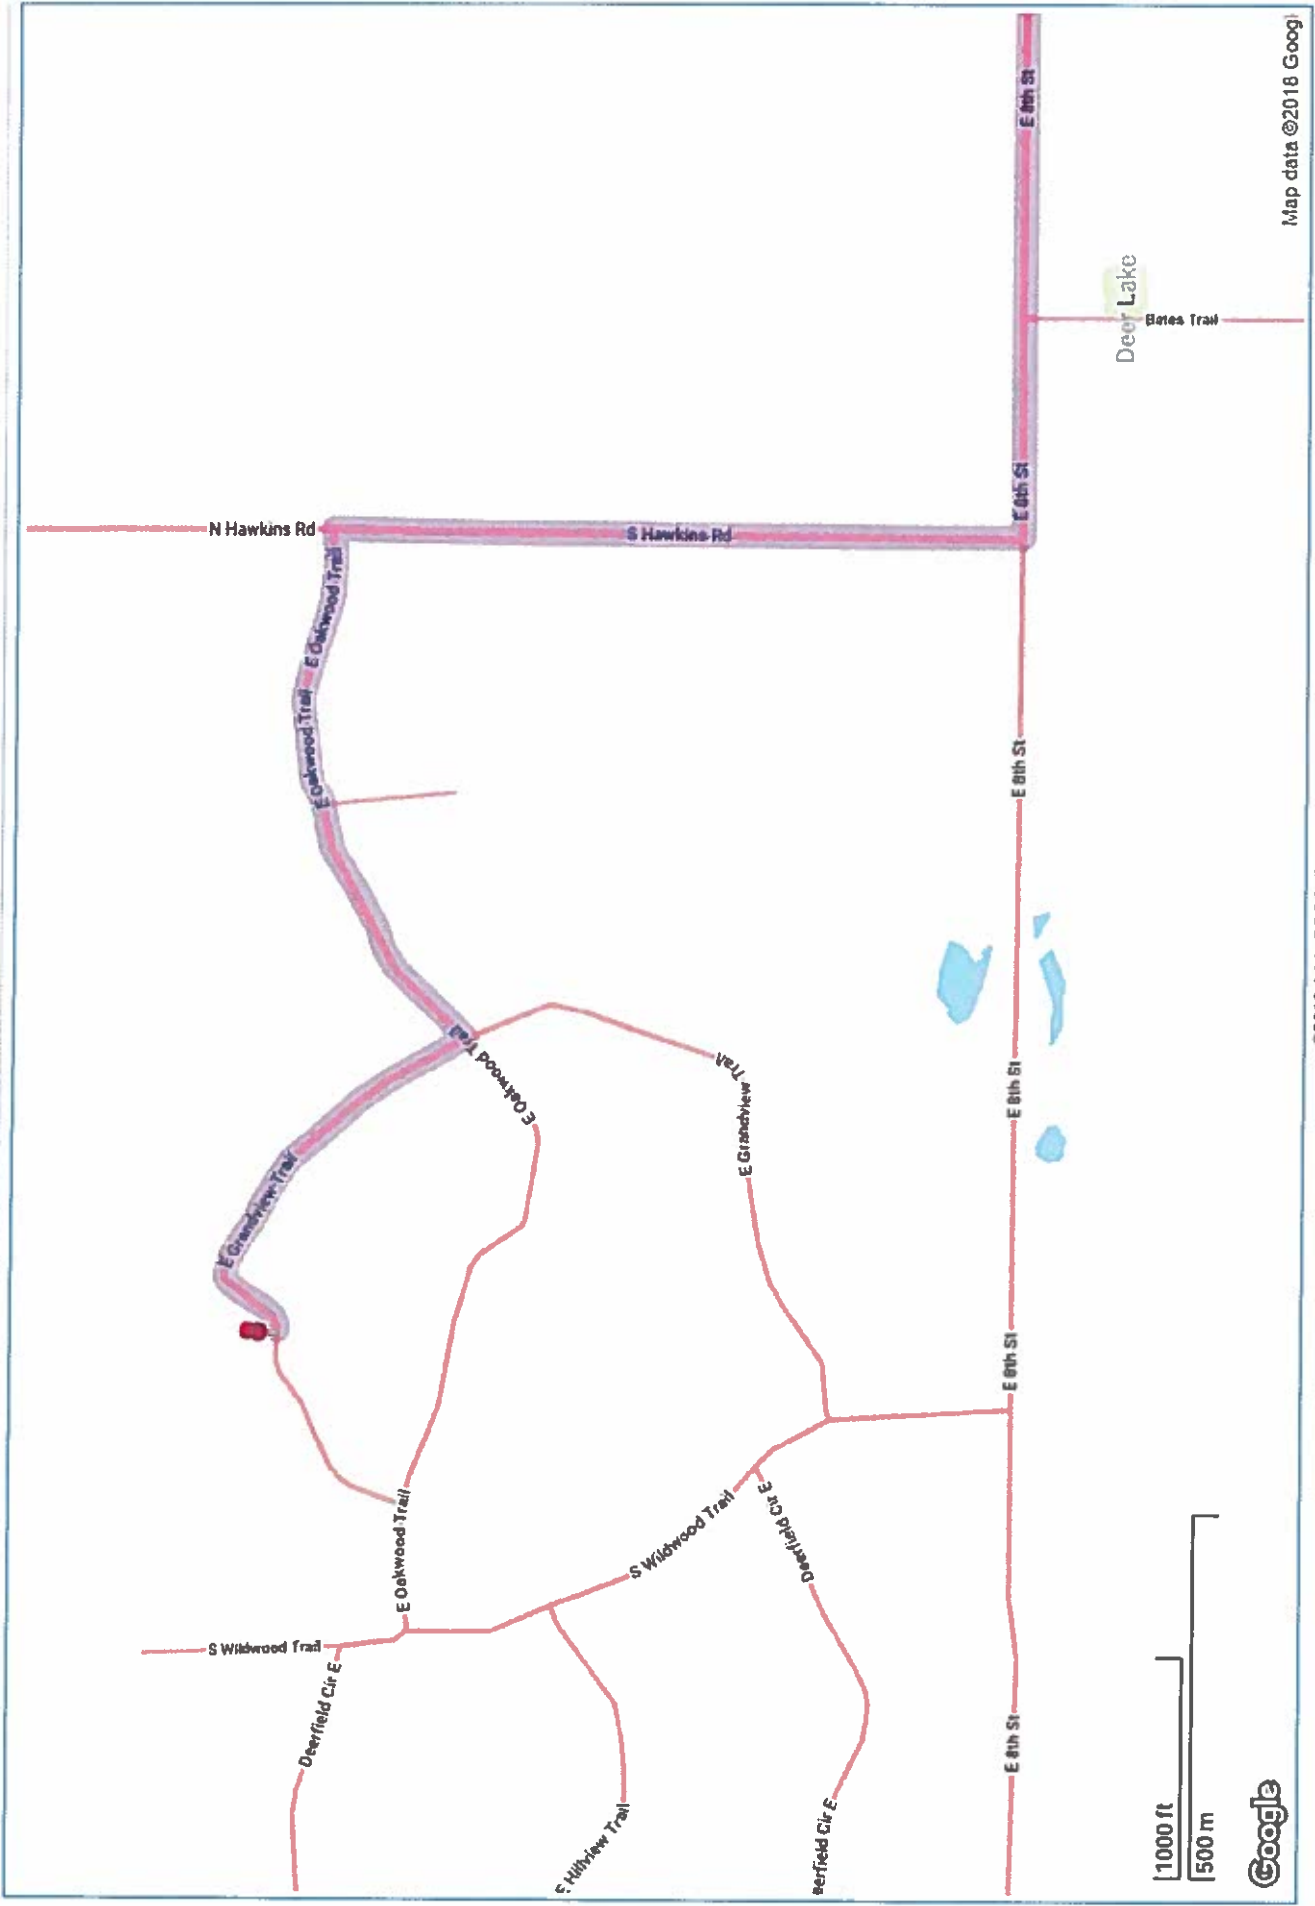 E 8th St
Map data ©2018 Googl
Deer Lake
Bates Trail
E 8th St
N Hawkins Rd
S Hawkins Rd
E Oakwood Trail
E Oakwood Trail
E 8th St
Trail
E Oakwood Trail
E Grandview Trail
E 8th St
E Grandview Trail
E 8th St
E Oakwood Trail
S Wildwood Trail
Deerfield Cir E
S Wildwood Trail
Deerfield Cir E
S Hillview Trail
erfield Cir E
E 8th St
1000 ft
500 m
Google